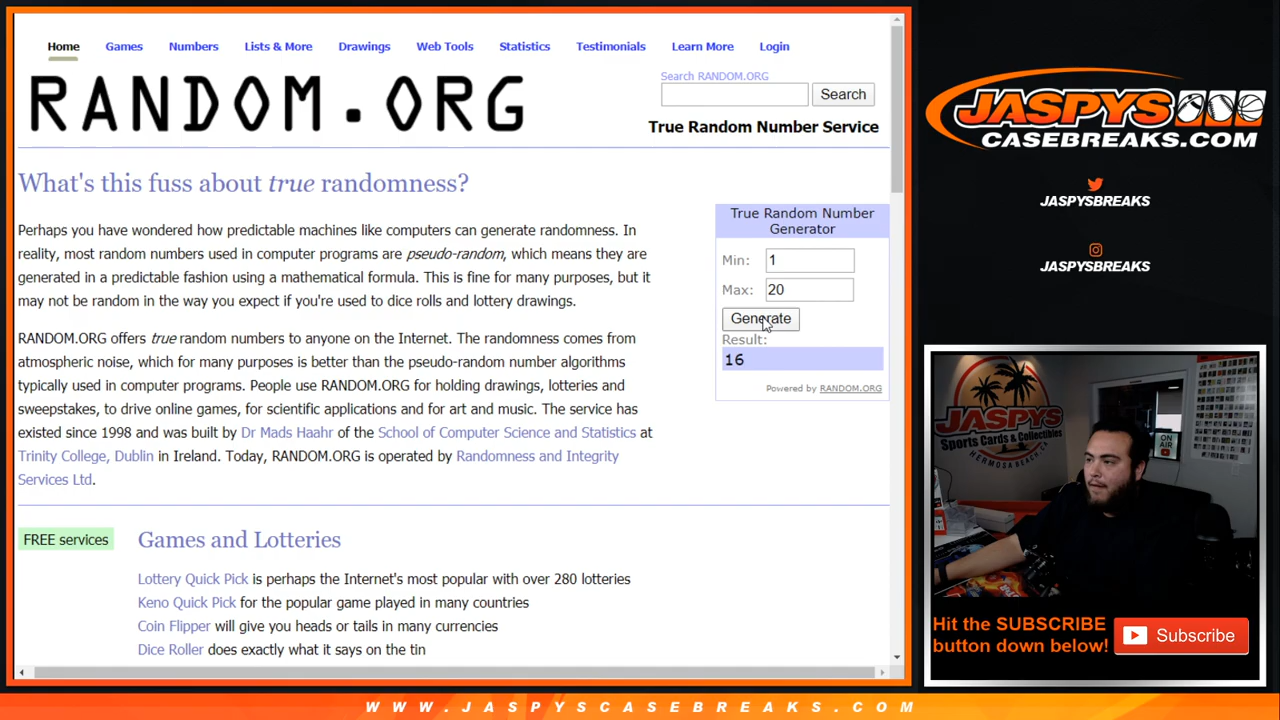 Home Games Numbers Lists & More Drawings Web Tools Statistics Testimonials Learn More Login
RANDOM.ORG
Search RANDOM.ORG
Search
True Random Number Service
What's this fuss about true randomness?
Perhaps you have wondered how predictable machines like computers can generate randomness. In
reality, most random numbers used in computer programs are pseudo-random, which means they are
generated in a predictable fashion using a mathematical formula. This is fine for many purposes, but it
may not be random in the way you expect if you're used to dice rolls and lottery drawings.
RANDOM.ORG offers true random numbers to anyone on the Internet. The randomness comes from
atmospheric noise, which for many purposes is better than the pseudo-random number algorithms
typically used in computer programs. People use RANDOM.ORG for holding drawings, lotteries and
sweepstakes, to drive online games, for scientific applications and for art and music. The service has
existed since 1998 and was built by Dr Mads Haahr of the School of Computer Science and Statistics at
Trinity College, Dublin in Ireland. Today, RANDOM.ORG is operated by Randomness and Integrity
Services Ltd.
True Random Number
Generator
Min: 1
Max: 20
Generate
Result:
16
Powered by RANDOM.ORG
FREE services
Games and Lotteries
Lottery Quick Pick is perhaps the Internet's most popular with over 280 lotteries
Keno Quick Pick for the popular game played in many countries
Coin Flipper will give you heads or tails in many currencies
Dice Roller does exactly what it says on the tin
JASPYS
CASEBREAKS.COM
JASPYSBREAKS
JASPYSBREAKS
JASPYS
Sports Cards & Collectibles
HERMOSA BEACH, CA
ON AIR
Hit the SUBSCRIBE
button down below!
Subscribe
WWW.JASPYSCASEBREAKS.COM